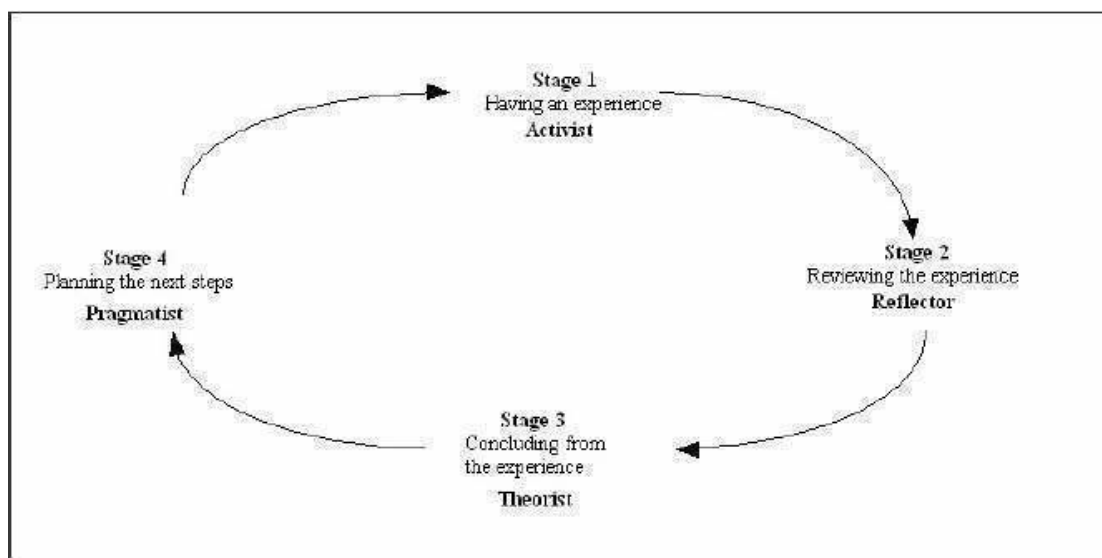 Stage 1
Having an experience
Activist
Stage 2
Reviewing the experience
Reflector
Stage 3
Concluding from
the experience
Theorist
Stage 4
Planning the next steps
Pragmatist